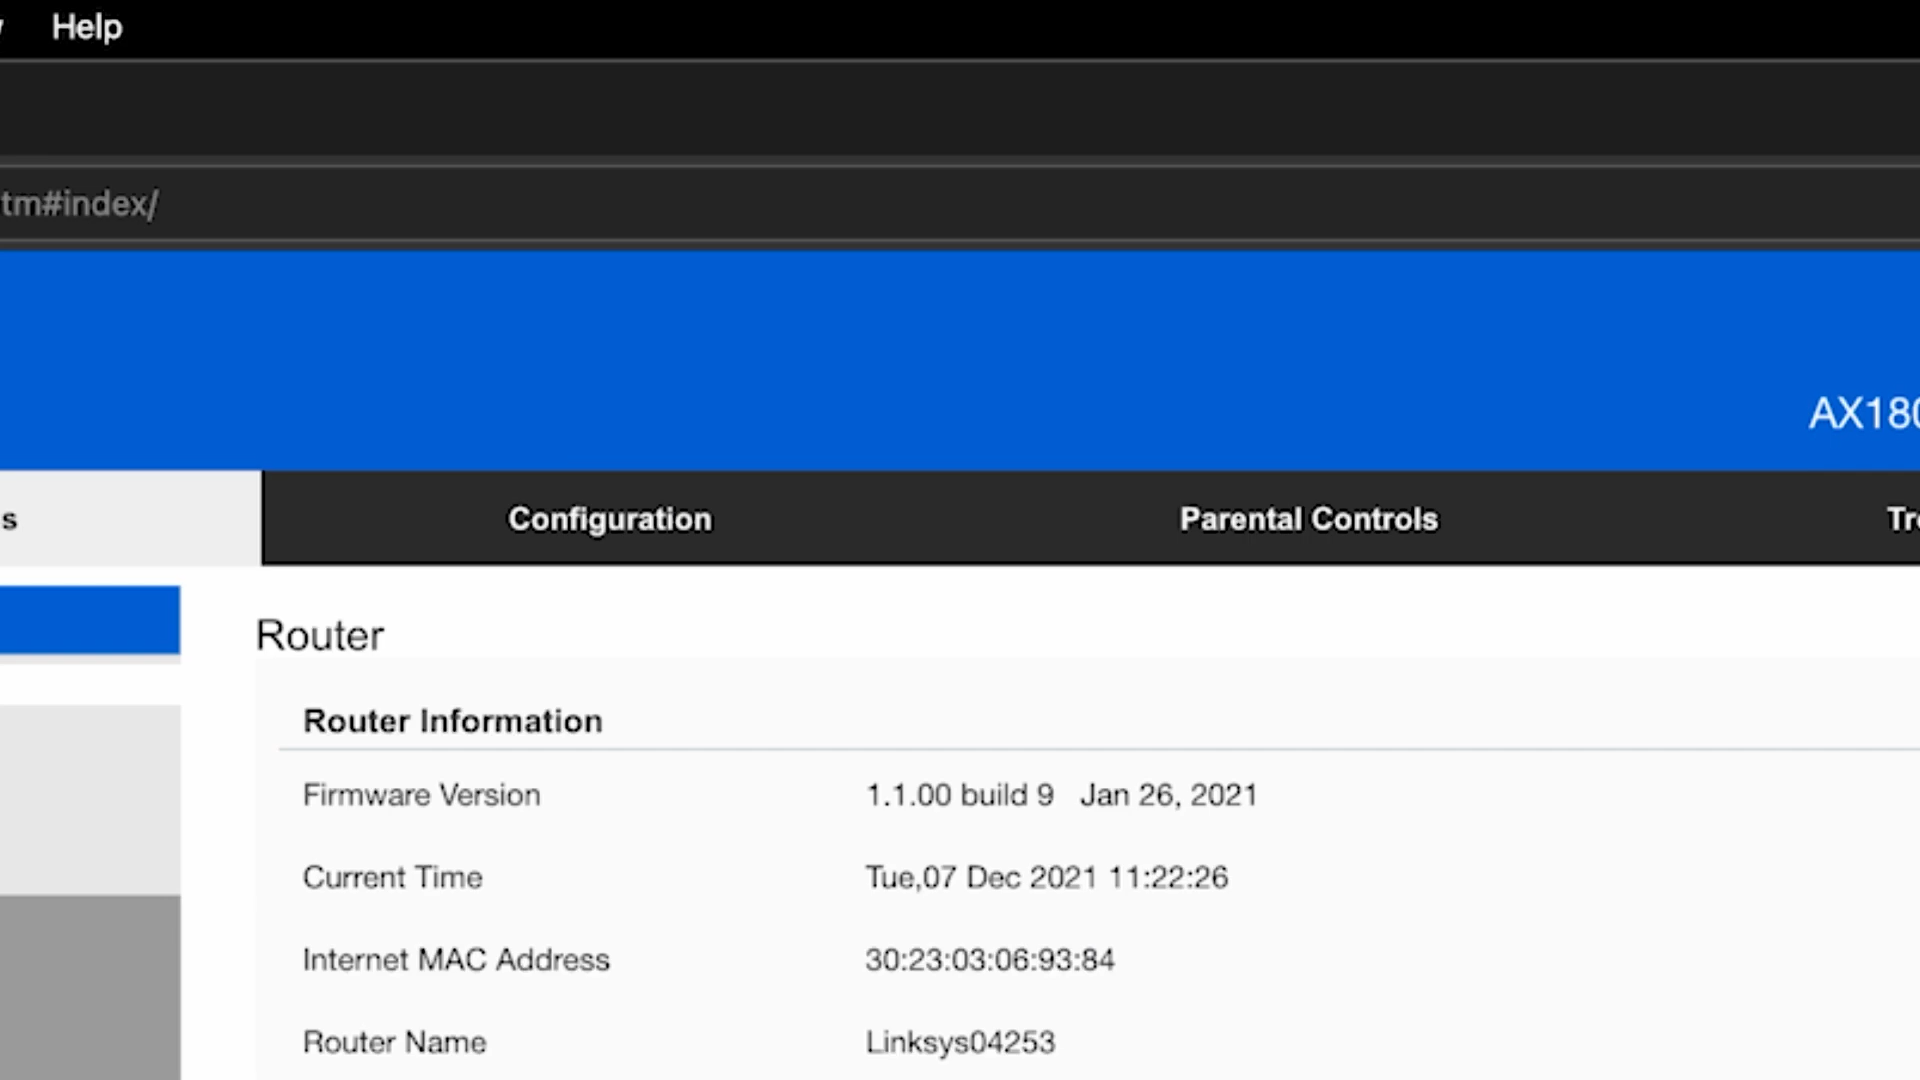 Help
tm#index/
AX180
s Configuration Parental Controls Tr
Router
Router Information
Firmware Version 1.1.00 build 9 Jan 26, 2021
Current Time Tue,07 Dec 2021 11:22:26
Internet MAC Address 30:23:03:06:93:84
Router Name Linksys04253